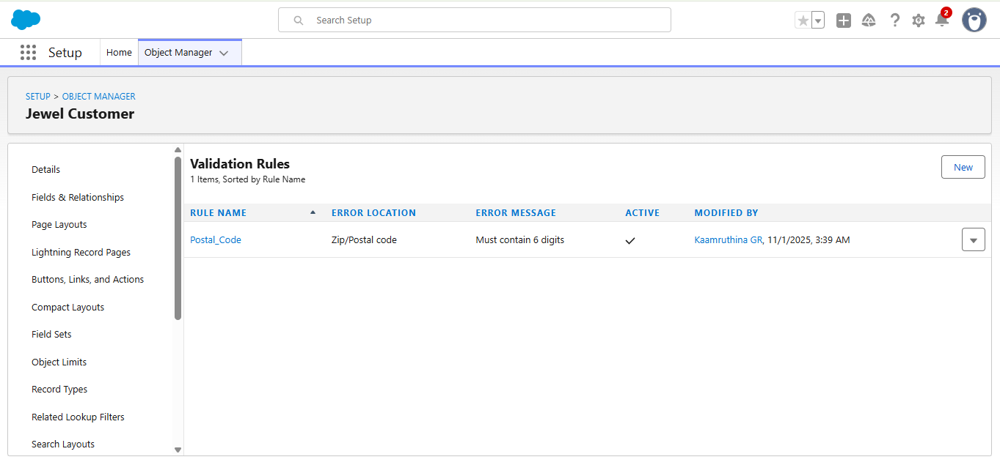 Search Setup
2
Setup
Home
Object Manager
SETUP > OBJECT MANAGER
Jewel Customer
Details
Fields & Relationships
Page Layouts
Lightning Record Pages
Buttons, Links, and Actions
Compact Layouts
Field Sets
Object Limits
Record Types
Related Lookup Filters
Search Layouts
Validation Rules
1 Items, Sorted by Rule Name
New
RULE NAME ERROR LOCATION ERROR MESSAGE ACTIVE MODIFIED BY
Postal_Code Zip/Postal code Must contain 6 digits Kaamruthina GR, 11/1/2025, 3:39 AM